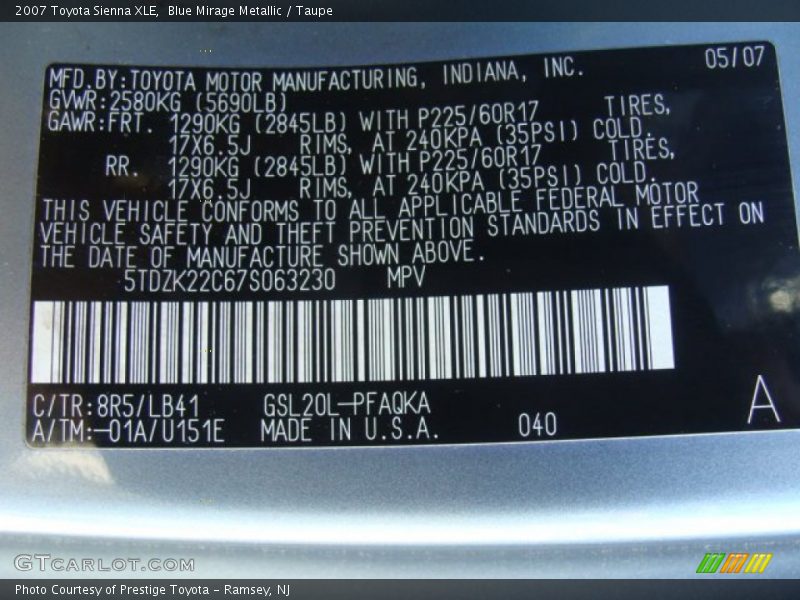 2007 Toyota Sienna XLE,  Blue Mirage Metallic / Taupe
05/07
MFD.BY:TOYOTA MOTOR MANUFACTURING, INDIANA, INC.
GVWR:2580KG (5690LB)
GAWR:FRT. 1290KG (2845LB) WITH P225/60R17 TIRES,
17X6.5J RIMS, AT 240KPA (35PSI) COLD.
RR. 1290KG (2845LB) WITH P225/60R17 TIRES,
17X6.5J RIMS, AT 240KPA (35PSI) COLD.
THIS VEHICLE CONFORMS TO ALL APPLICABLE FEDERAL MOTOR
VEHICLE SAFETY AND THEFT PREVENTION STANDARDS IN EFFECT ON
THE DATE OF MANUFACTURE SHOWN ABOVE.
5TDZK22C67S063230 MPV
C/TR:8R5/LB41 GSL20L-PFAQKA
A/TM:-01A/U151E MADE IN U.S.A. 040
A
GTCARLOT.COM
Photo Courtesy of Prestige Toyota - Ramsey, NJ